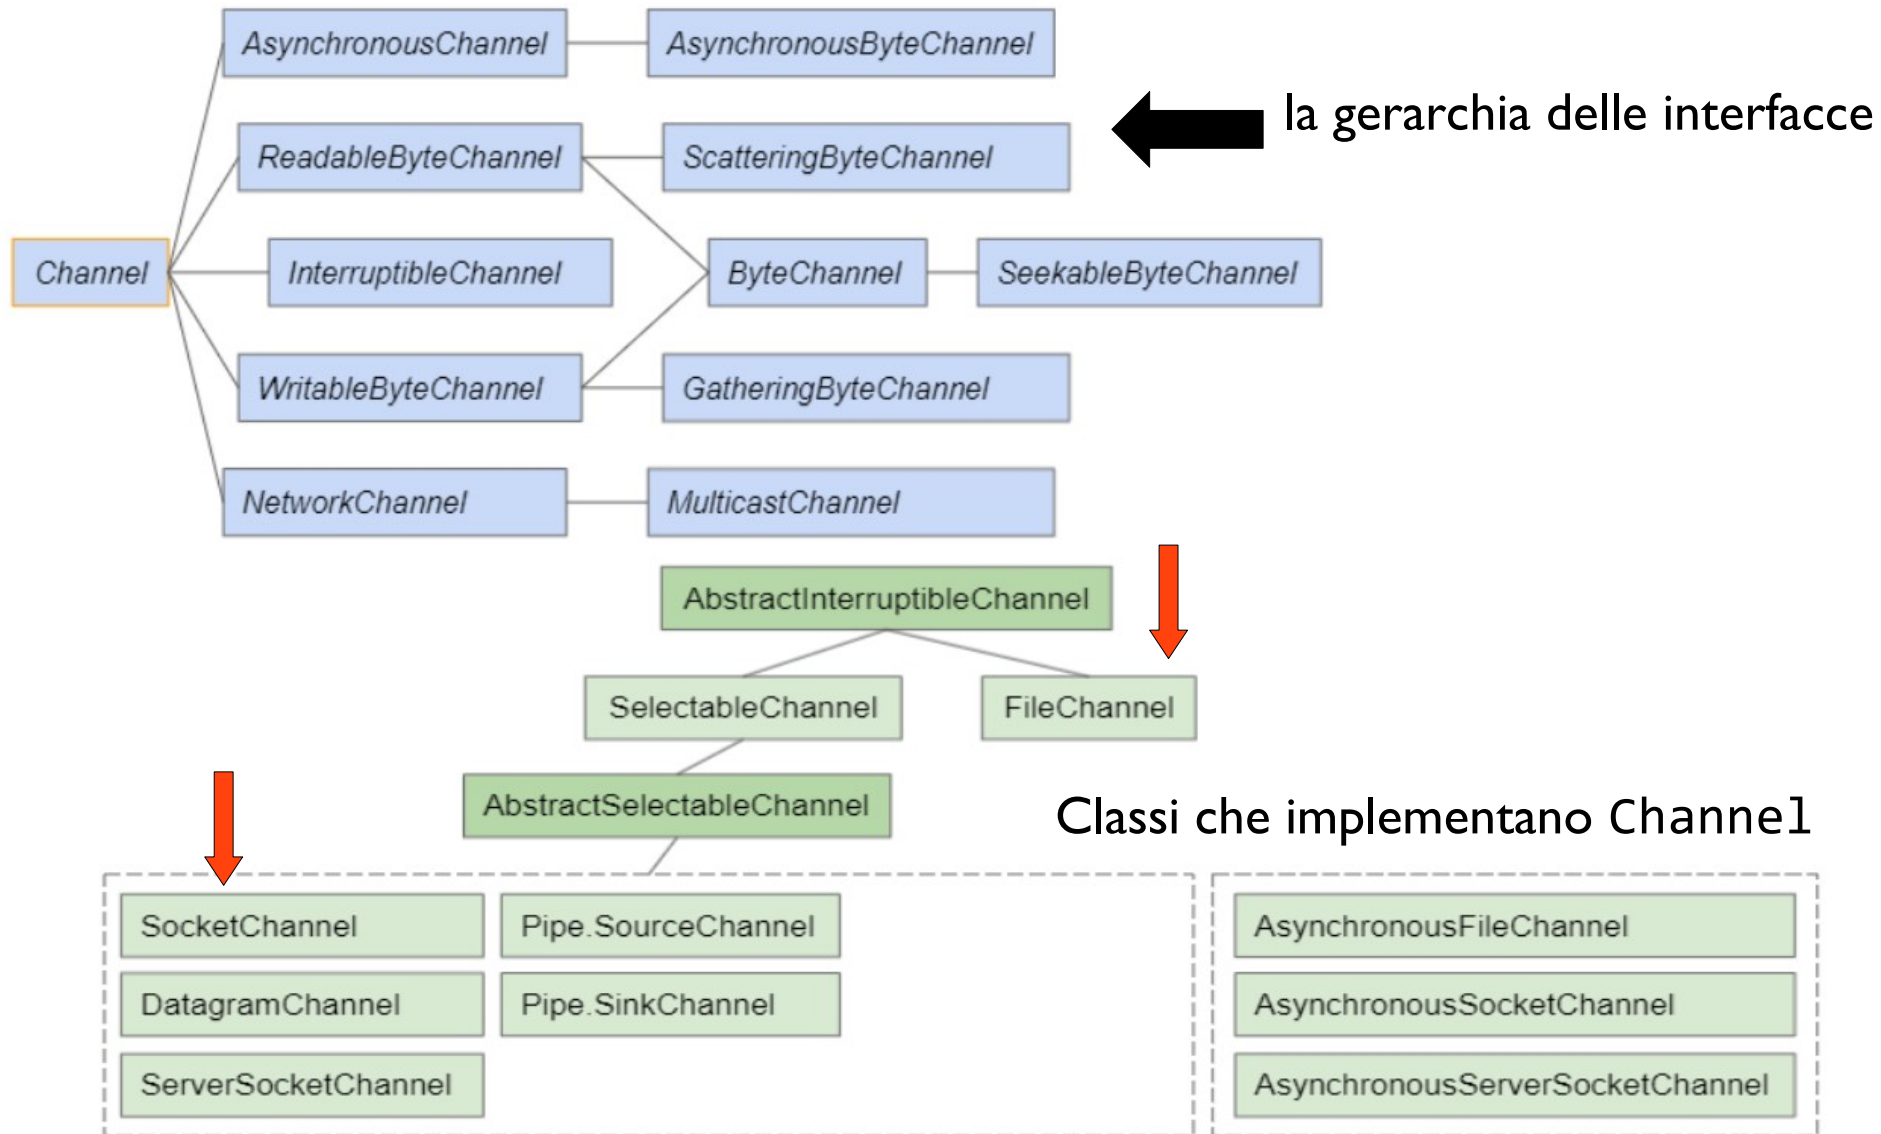 AsynchronousChannel
AsynchronousByteChannel
la gerarchia delle interfacce
ReadableByteChannel
ScatteringByteChannel
Channel
InterruptibleChannel
ByteChannel
SeekableByteChannel
WritableByteChannel
GatheringByteChannel
NetworkChannel
MulticastChannel
AbstractInterruptibleChannel
SelectableChannel
FileChannel
AbstractSelectableChannel
Classi che implementano Channel
SocketChannel
Pipe.SourceChannel
DatagramChannel
Pipe.SinkChannel
ServerSocketChannel
AsynchronousFileChannel
AsynchronousSocketChannel
AsynchronousServerSocketChannel